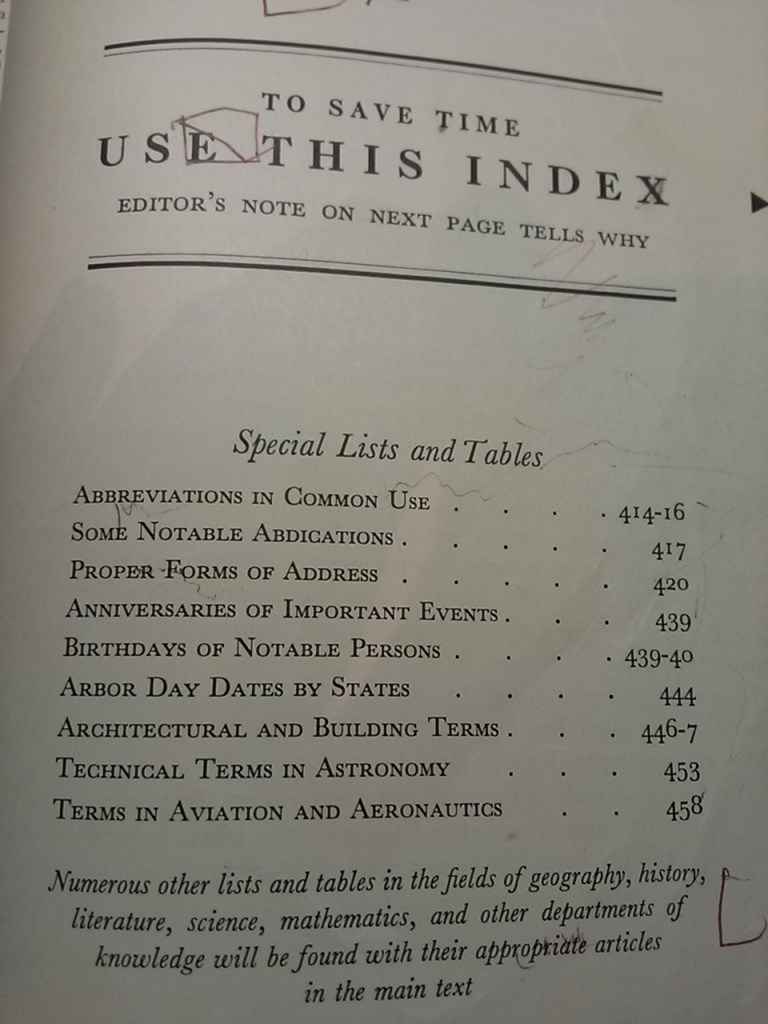 TO SAVE TIME
USE THIS INDEX
EDITOR'S NOTE ON NEXT PAGE TELLS WHY
Special Lists and Tables
ABBREVIATIONS IN COMMON USE . . . . 414-16
SOME NOTABLE ABDICATIONS . . . . . 417
PROPER FORMS OF ADDRESS . . . . . 420
ANNIVERSARIES OF IMPORTANT EVENTS . . . 439
BIRTHDAYS OF NOTABLE PERSONS . . . . 439-40
ARBOR DAY DATES BY STATES . . . . 444
ARCHITECTURAL AND BUILDING TERMS . . . 446-7
TECHNICAL TERMS IN ASTRONOMY . . . 453
TERMS IN AVIATION AND AERONAUTICS . . 458
Numerous other lists and tables in the fields of geography, history,
literature, science, mathematics, and other departments of
knowledge will be found with their appropriate articles
in the main text